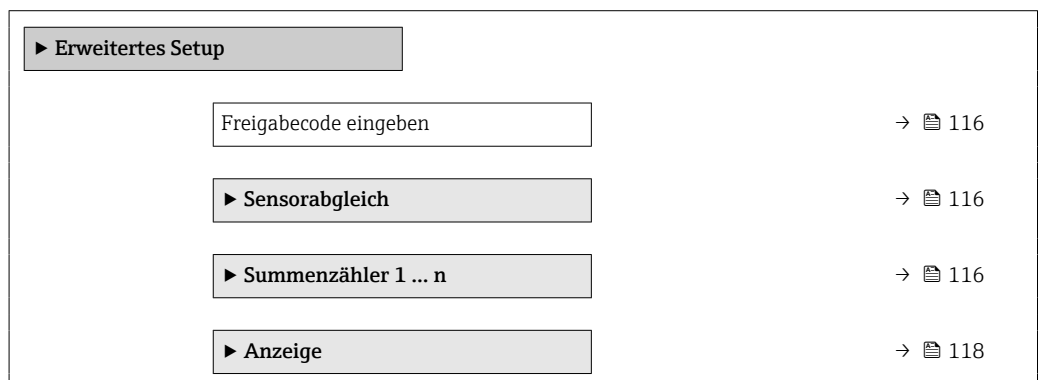 ▶ Erweitertes Setup
Freigabecode eingeben → 116
▶ Sensorabgleich → 116
▶ Summenzähler 1 … n → 116
▶ Anzeige → 118